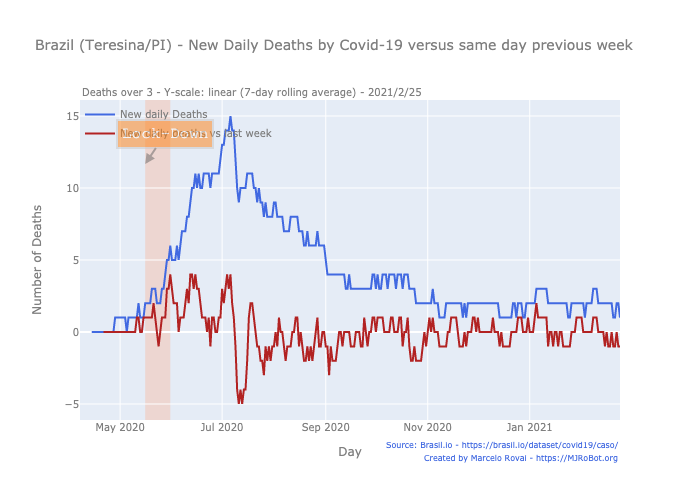 Brazil (Teresina/PI) - New Daily Deaths by Covid-19 versus same day previous week
Deaths over 3 - Y-scale: linear (7-day rolling average) - 2021/2/25
New daily Deaths
New daily Deaths vs last week
15
10
5
0
−5
Number of Deaths
May 2020
Jul 2020
Sep 2020
Nov 2020
Jan 2021
Day
Source: Brasil.io - https://brasil.io/dataset/covid19/caso/
Created by Marcelo Rovai - https://MJRoBot.org